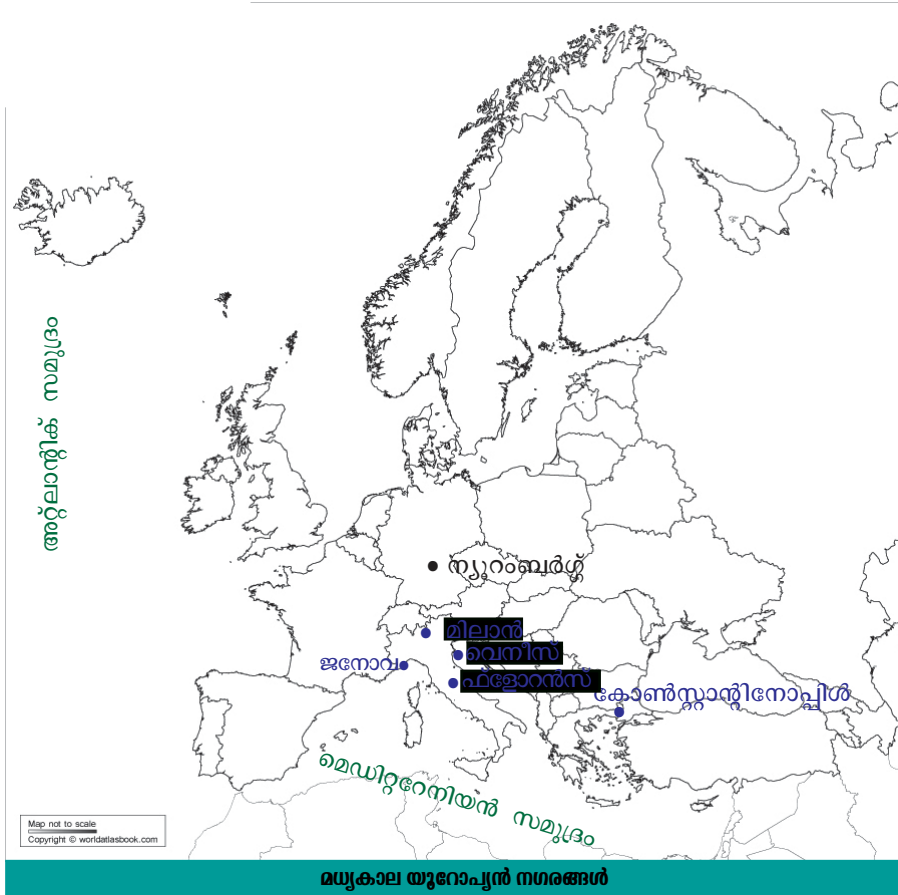 അറ്റ്ലാന്റിക് സമുദ്രം
ന്യൂറംബർഗ്ഗ്
മിലാൻ
വെനീസ്
ജനോവ
ഫ്ളോറൻസ്
കോൺസ്റ്റാന്റിനോപ്പിൾ
മെഡിറ്ററേനിയൻ സമുദ്രം
Map not to scale
Copyright © worldatlasbook.com
മധ്യകാല യൂറോപ്യൻ നഗരങ്ങൾ